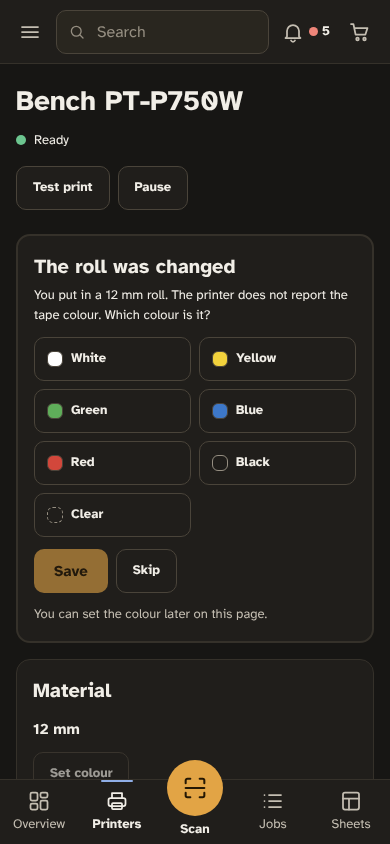 Search
5
Bench PT-P750W
Ready
Test print
Pause
The roll was changed
You put in a 12 mm roll. The printer does not report the
tape colour. Which colour is it?
White
Yellow
Green
Blue
Red
Black
Clear
Save
Skip
You can set the colour later on this page.
Material
12 mm
Set colour
Overview
Printers
Scan
Jobs
Sheets